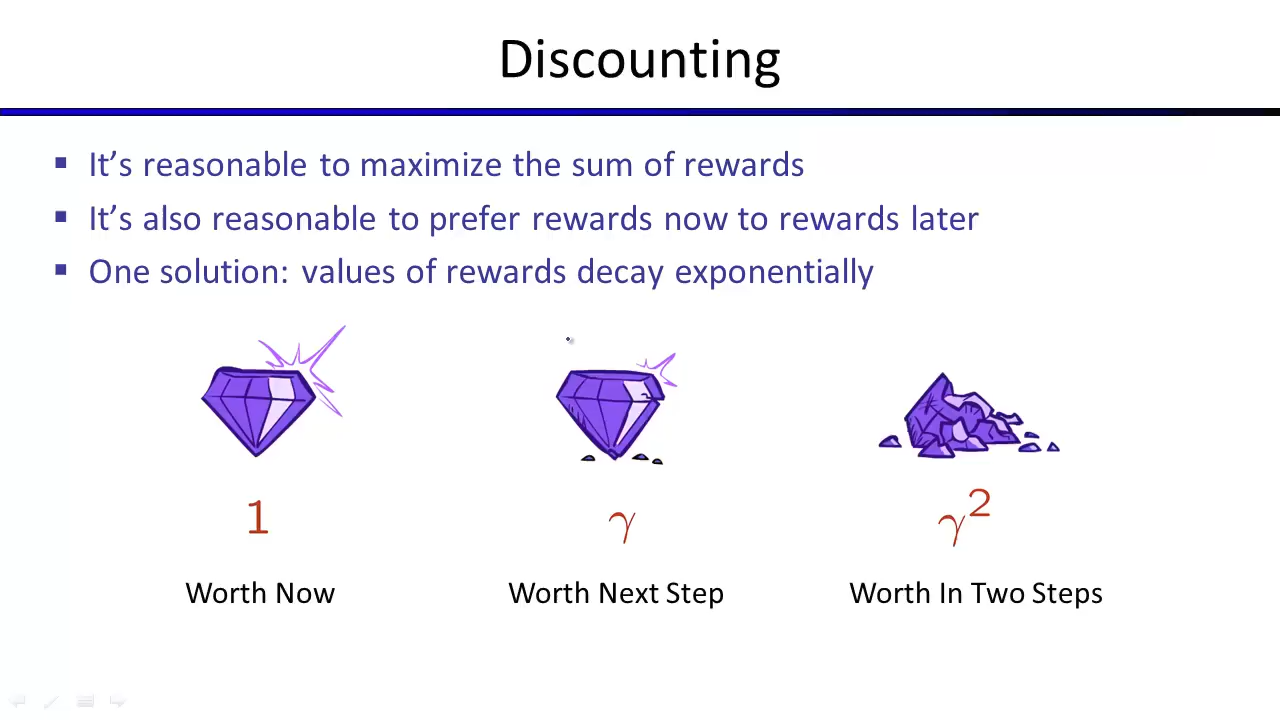 Discounting
▪ It's reasonable to maximize the sum of rewards
▪ It's also reasonable to prefer rewards now to rewards later
▪ One solution: values of rewards decay exponentially
1 γ γ²
Worth Now Worth Next Step Worth In Two Steps